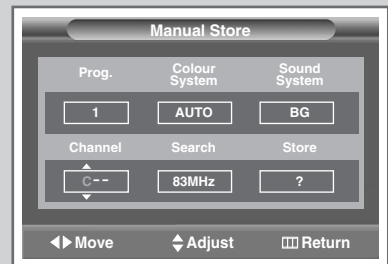 Manual Store
Prog. Colour System Sound System
1 AUTO BG
Channel Search Store
C-- 83MHz ?
Move Adjust Return